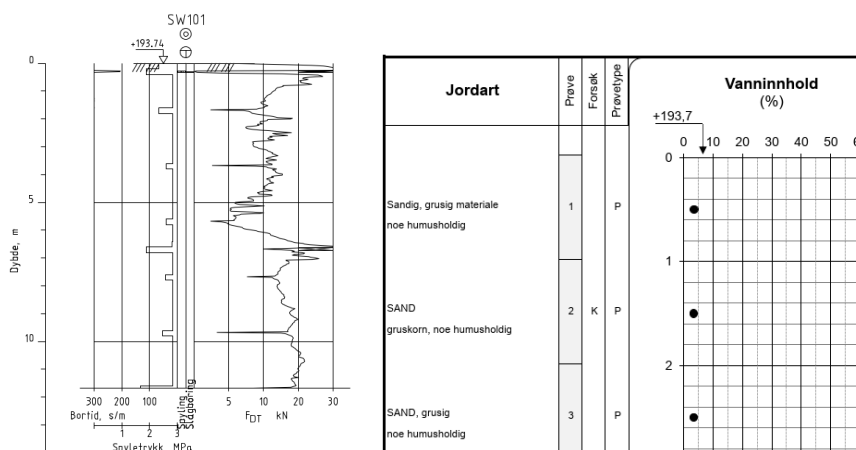 SW101
+193.74
0
5
10
Dybde, m
300 200 100
5 10 20 30
Bortid, s/m
Spyling
Slagboring
FDT kN
1 2 3
Spyletrykk MPa
Jordart
Prøve
Forsøk
Prøvetype
Vanninnhold
(%)
+193,7
0 10 20 30 40 50
0
Sandig, grusig materiale
noe humusholdig
1
P
1
SAND
gruskorn, noe humusholdig
2
K
P
2
SAND, grusig
noe humusholdig
3
P